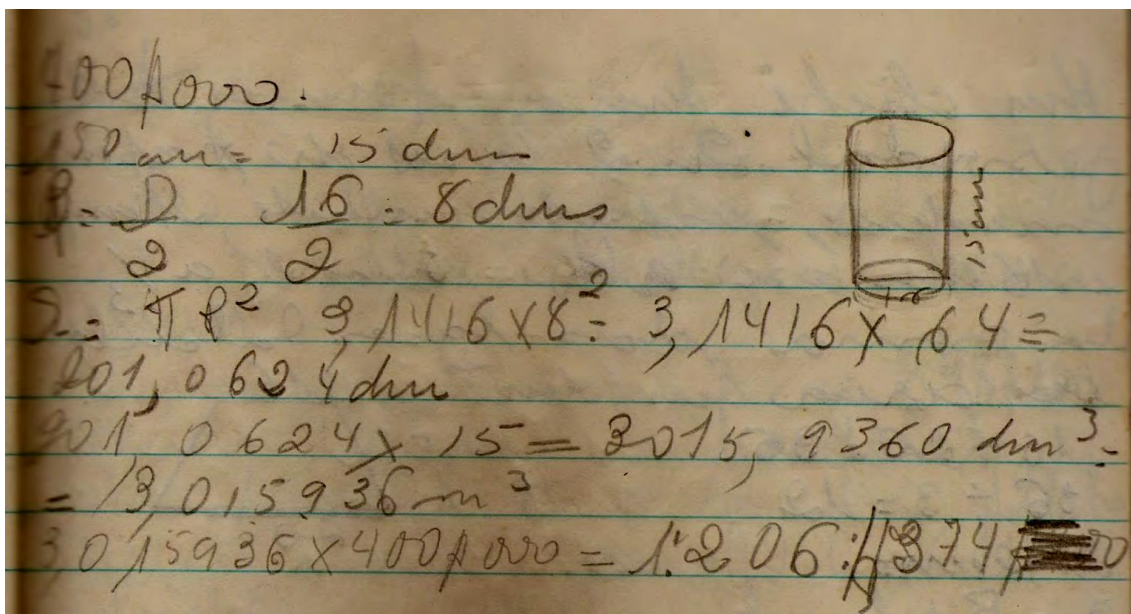 400$000.
150 cm = 15 dm
R = D/2 16/2 = 8 dms
15 dm
S = π R² 3,1416 x 8² = 3,1416 x 64 =
201,0624 dm
201,0624 x 15 = 3015,9360 dm³ =
= 3,015936 m³
3,015936 x 400$000 = 1:206:$374